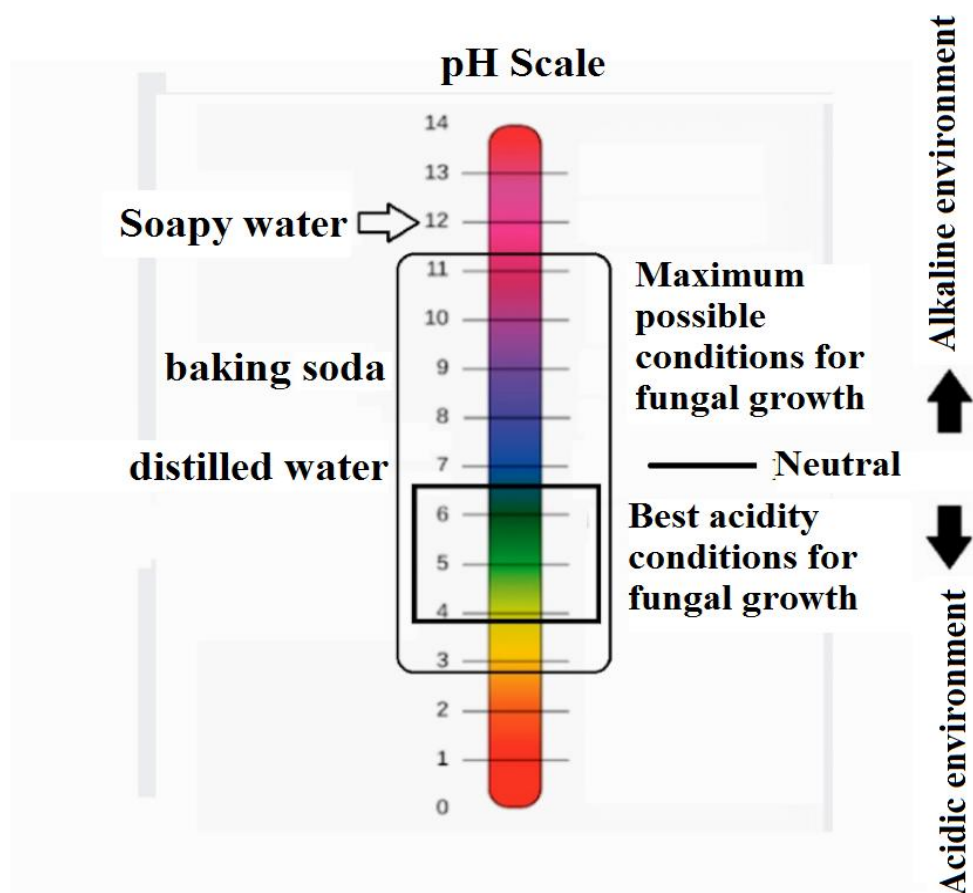 pH Scale
14
13
Soapy water
12
11
10
baking soda
9
8
distilled water
7
6
5
4
3
2
1
0
Maximum
possible
conditions for
fungal growth
Neutral
Best acidity
conditions for
fungal growth
Alkaline environment
Acidic environment